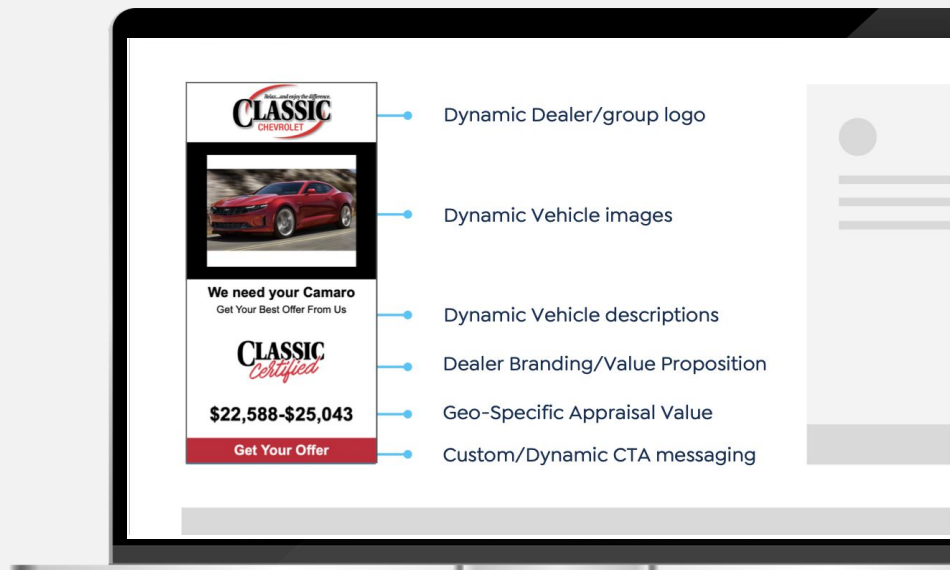 Relax...and enjoy the difference.
CLASSIC
CHEVROLET
Dynamic Dealer/group logo
Dynamic Vehicle images
We need your Camaro
Get Your Best Offer From Us
Dynamic Vehicle descriptions
CLASSIC
Certified
Dealer Branding/Value Proposition
$22,588-$25,043
Geo-Specific Appraisal Value
Get Your Offer
Custom/Dynamic CTA messaging